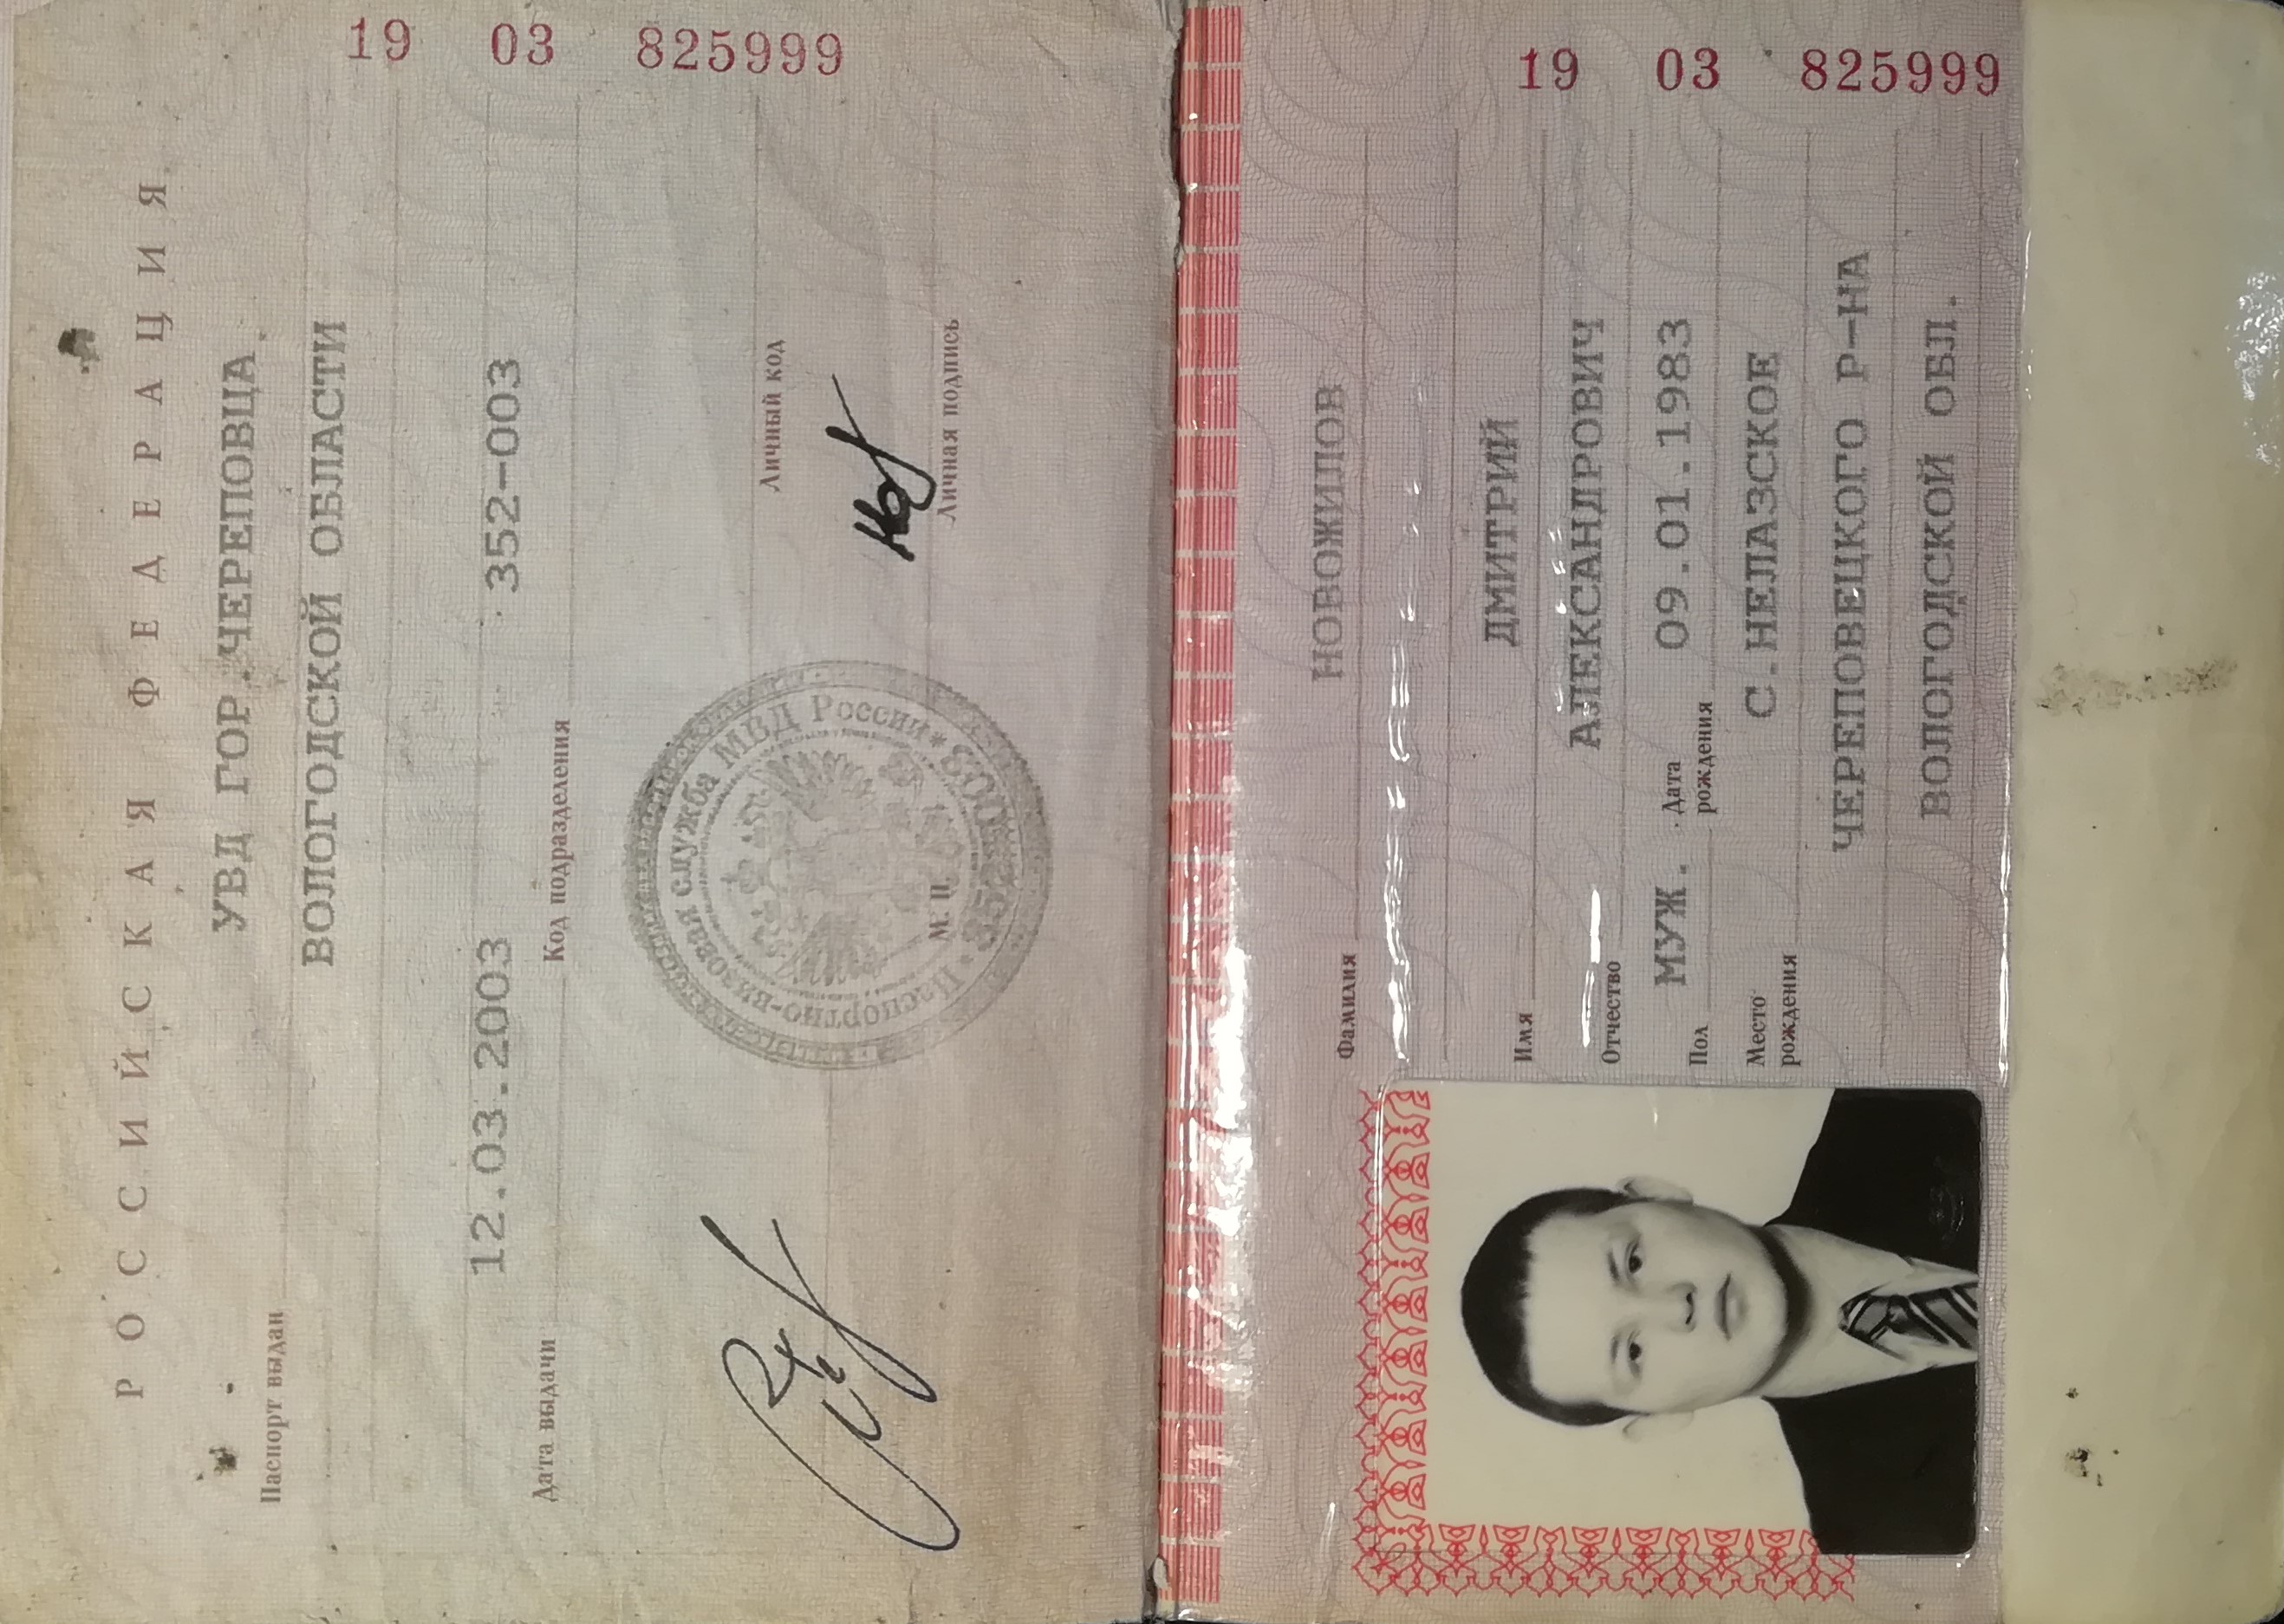 РОССИЙСКАЯ ФЕДЕРАЦИЯ
19 03 825999
Паспорт выдан
УВД ГОР.ЧЕРЕПОВЦА
ВОЛОГОДСКОЙ ОБЛАСТИ
Дата выдачи 12.03.2003 Код подразделения 352-003
Личный код
Личная подпись
М. П.
Паспортно-визовая служба МВД России * 352-003 *
19 03 825999
Фамилия НОВОЖИЛОВ
Имя ДМИТРИЙ
Отчество АЛЕКСАНДРОВИЧ
Пол МУЖ. Дата рождения 09.01.1983
Место рождения С.НЕЛАЗСКОЕ
ЧЕРЕПОВЕЦКОГО Р-НА
ВОЛОГОДСКОЙ ОБЛ.